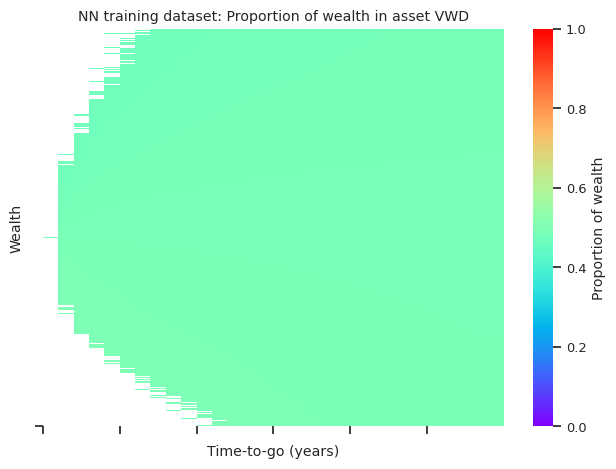 NN training dataset: Proportion of wealth in asset VWD
Wealth
Time-to-go (years)
1.0
0.8
0.6
0.4
0.2
0.0
Proportion of wealth